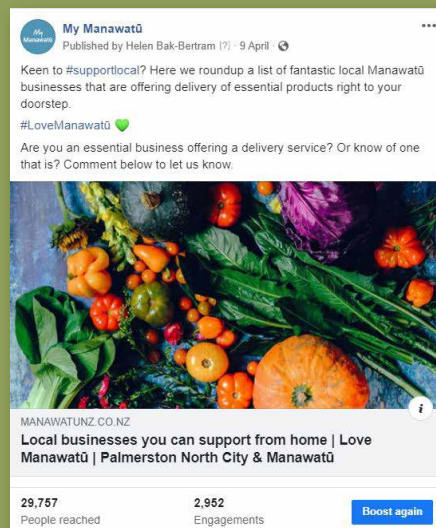 My Manawatū
My Manawatū
Published by Helen Bak-Bertram [?] · 9 April ·
Keen to #supportlocal? Here we roundup a list of fantastic local Manawatū
businesses that are offering delivery of essential products right to your
doorstep.
#LoveManawatū
Are you an essential business offering a delivery service? Or know of one
that is? Comment below to let us know.
i
MANAWATUNZ.CO.NZ
Local businesses you can support from home | Love
Manawatū | Palmerston North City & Manawatū
29,757
People reached
2,952
Engagements
Boost again